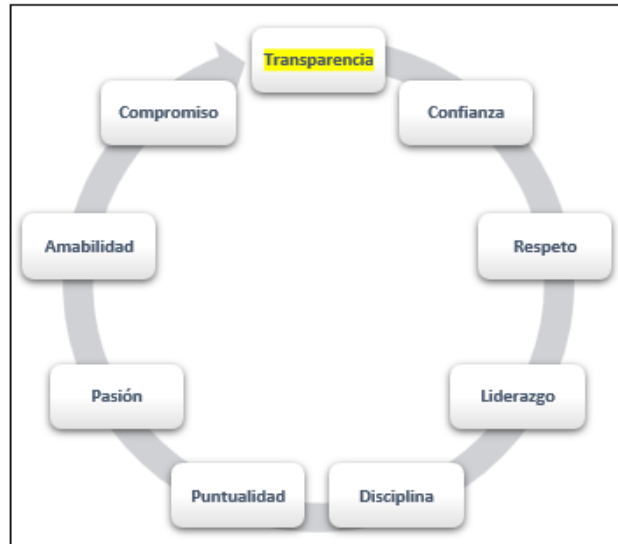 Transparencia
Confianza
Respeto
Liderazgo
Disciplina
Puntualidad
Pasión
Amabilidad
Compromiso